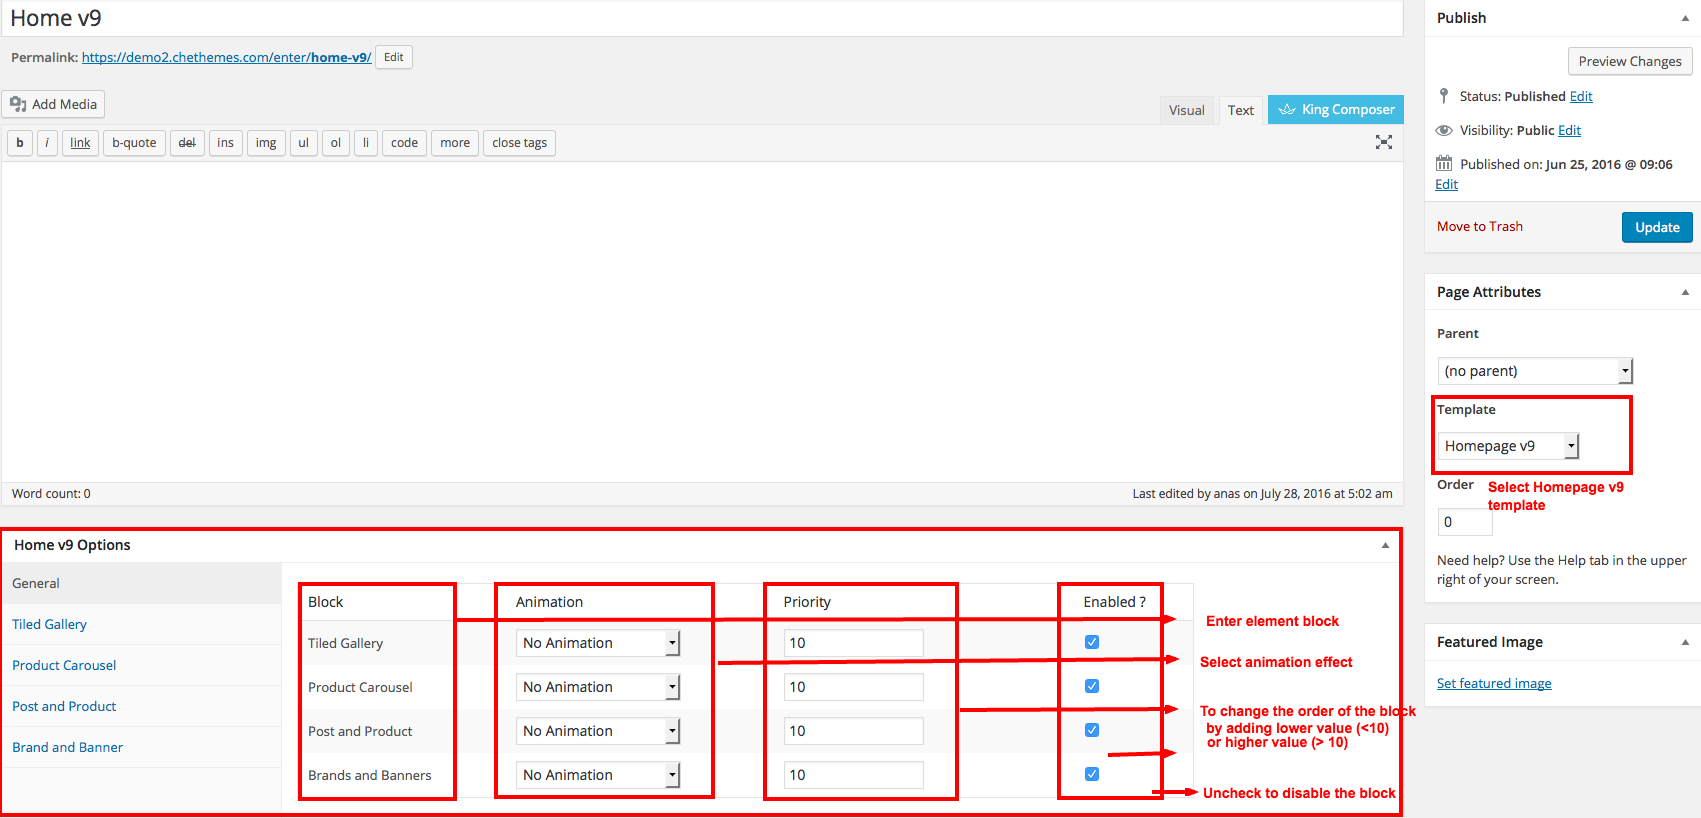 Home v9
Permalink: https://demo2.chethemes.com/enter/home-v9/ Edit
Add Media
Visual Text King Composer
b i link b-quote del ins img ul ol li code more close tags
Word count: 0
Last edited by anas on July 28, 2016 at 5:02 am
Publish
Preview Changes
Status: Published Edit
Visibility: Public Edit
Published on: Jun 25, 2016 @ 09:06
Edit
Move to Trash
Update
Page Attributes
Parent
(no parent)
Template
Homepage v9
Order
Select Homepage v9
template
0
Need help? Use the Help tab in the upper
right of your screen.
Featured Image
Set featured image
Home v9 Options
General
Tiled Gallery
Product Carousel
Post and Product
Brand and Banner
Block Animation Priority Enabled ?
Tiled Gallery No Animation 10
Product Carousel No Animation 10
Post and Product No Animation 10
Brands and Banners No Animation 10
Enter element block
Select animation effect
To change the order of the block
by adding lower value (<10)
or higher value (> 10)
Uncheck to disable the block